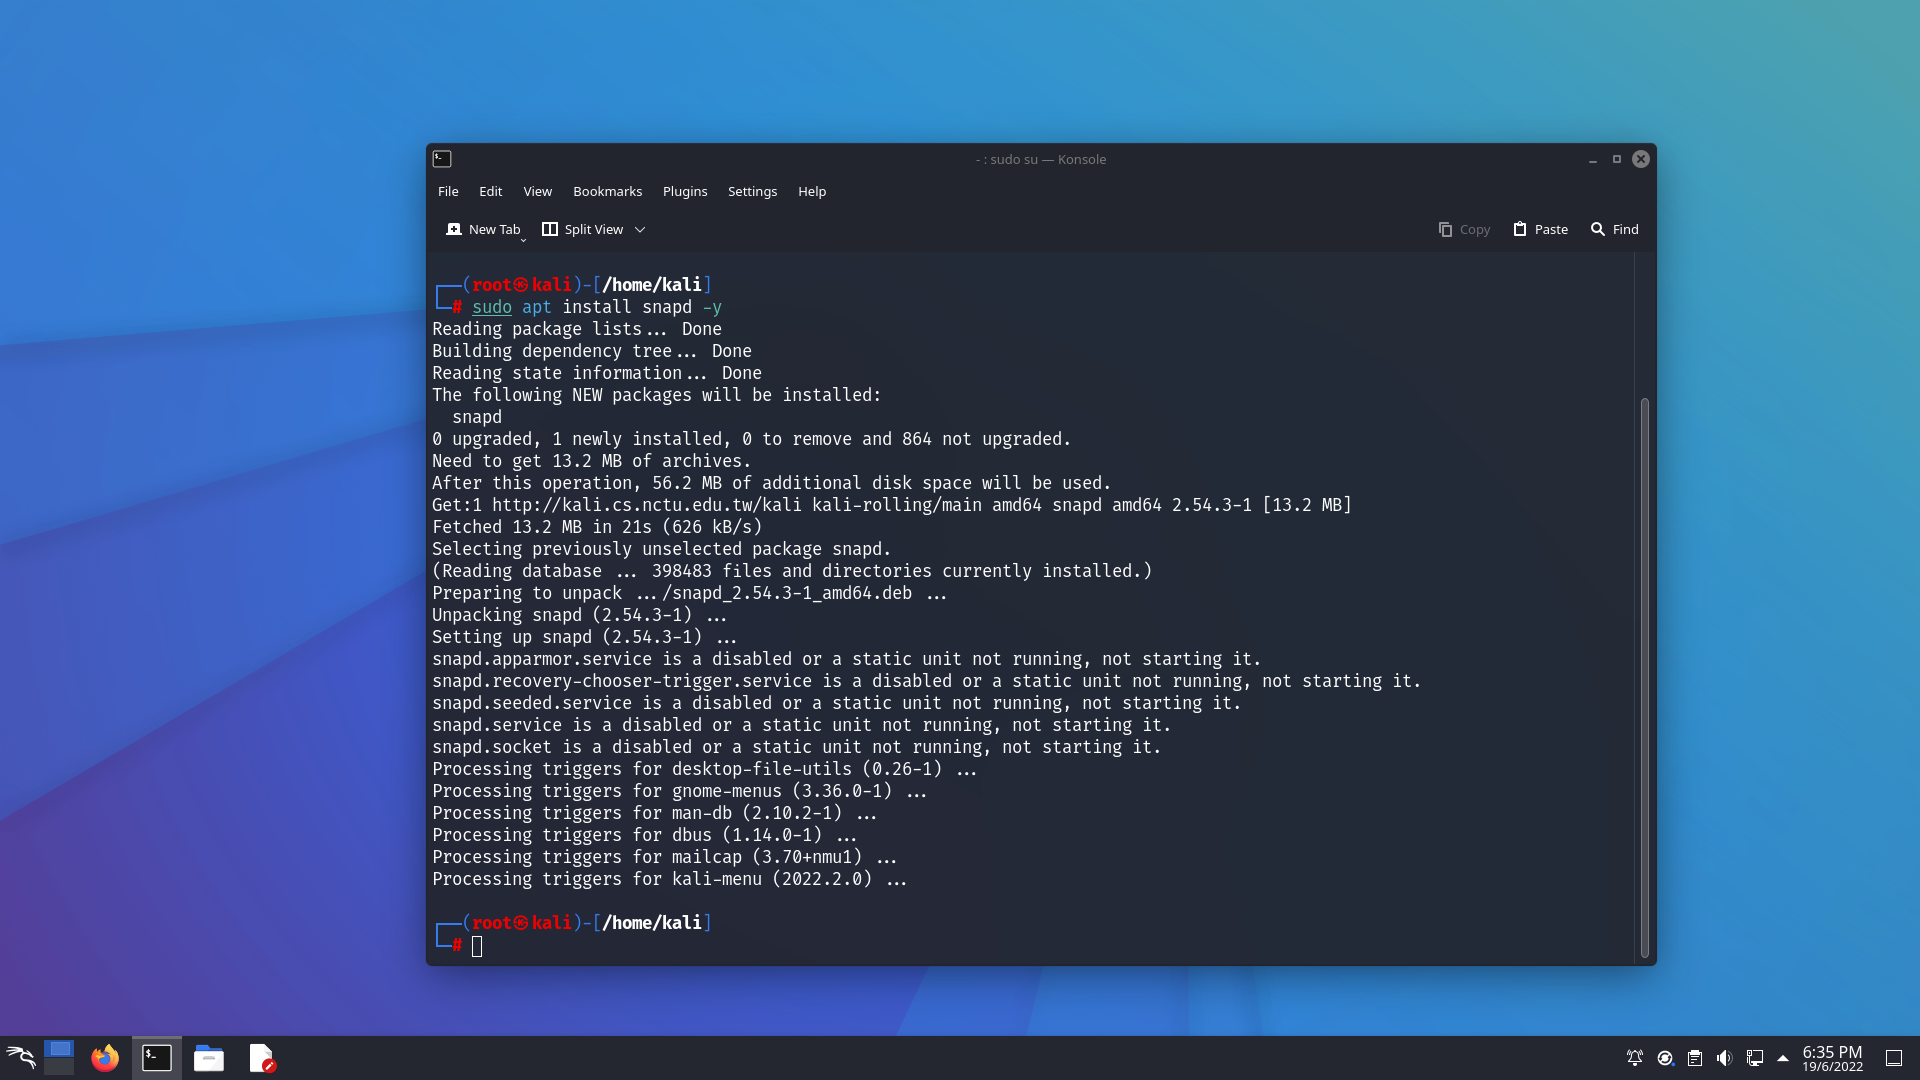 - : sudo su — Konsole
File Edit View Bookmarks Plugins Settings Help
New Tab Split View Copy Paste Find
┌──(root㉿kali)-[/home/kali]
└─# sudo apt install snapd -y
Reading package lists... Done
Building dependency tree... Done
Reading state information... Done
The following NEW packages will be installed:
  snapd
0 upgraded, 1 newly installed, 0 to remove and 864 not upgraded.
Need to get 13.2 MB of archives.
After this operation, 56.2 MB of additional disk space will be used.
Get:1 http://kali.cs.nctu.edu.tw/kali kali-rolling/main amd64 snapd amd64 2.54.3-1 [13.2 MB]
Fetched 13.2 MB in 21s (626 kB/s)
Selecting previously unselected package snapd.
(Reading database ... 398483 files and directories currently installed.)
Preparing to unpack .../snapd_2.54.3-1_amd64.deb ...
Unpacking snapd (2.54.3-1) ...
Setting up snapd (2.54.3-1) ...
snapd.apparmor.service is a disabled or a static unit not running, not starting it.
snapd.recovery-chooser-trigger.service is a disabled or a static unit not running, not starting it.
snapd.seeded.service is a disabled or a static unit not running, not starting it.
snapd.service is a disabled or a static unit not running, not starting it.
snapd.socket is a disabled or a static unit not running, not starting it.
Processing triggers for desktop-file-utils (0.26-1) ...
Processing triggers for gnome-menus (3.36.0-1) ...
Processing triggers for man-db (2.10.2-1) ...
Processing triggers for dbus (1.14.0-1) ...
Processing triggers for mailcap (3.70+nmu1) ...
Processing triggers for kali-menu (2022.2.0) ...
┌──(root㉿kali)-[/home/kali]
└─#
6:35 PM
19/6/2022